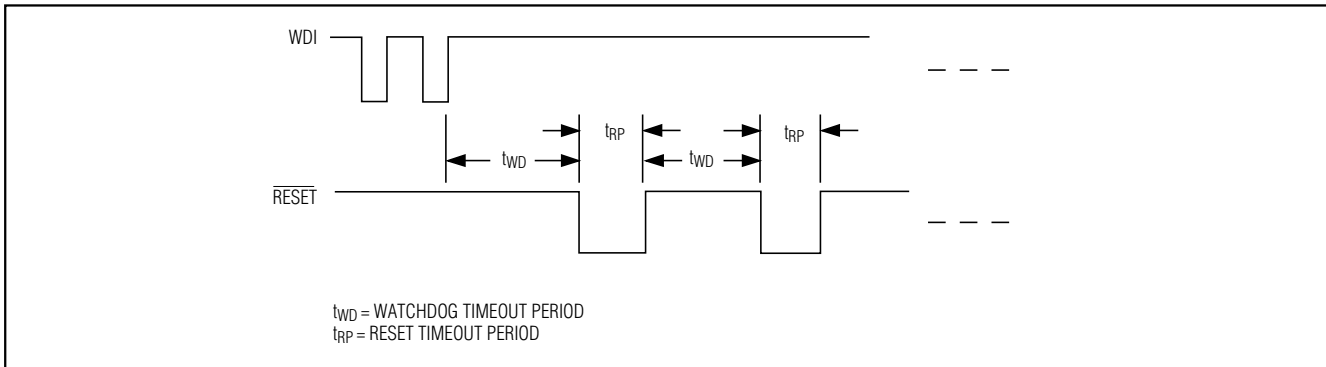 WDI
tRP
tRP
tWD
tWD
RESET
tWD = WATCHDOG TIMEOUT PERIOD
tRP = RESET TIMEOUT PERIOD